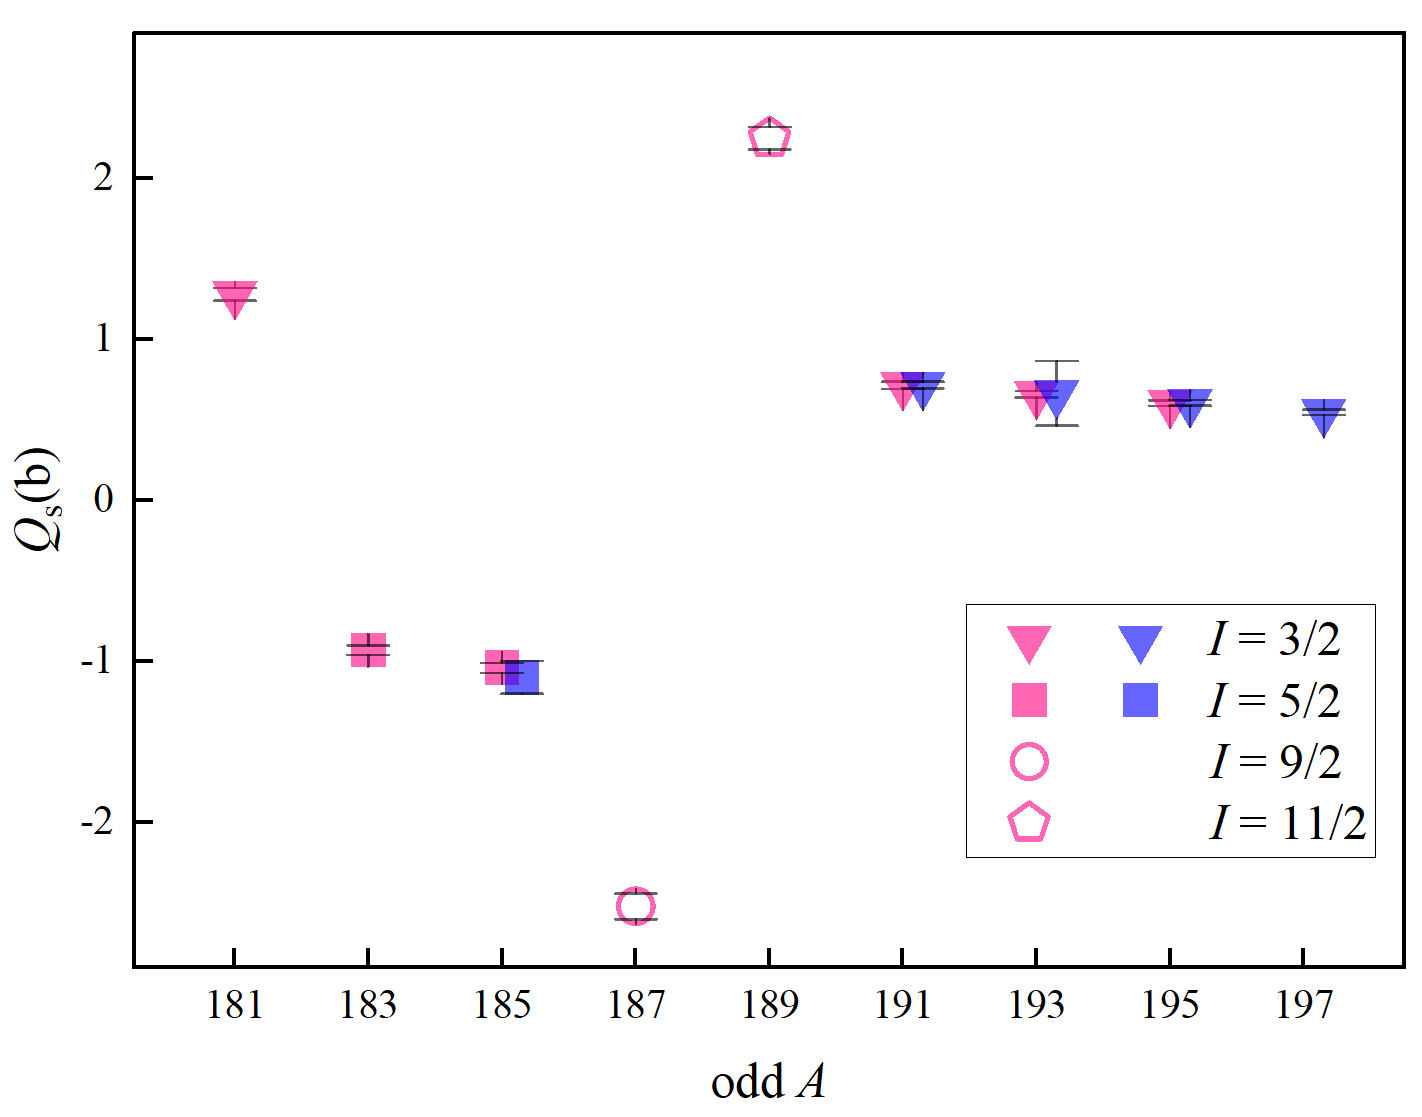 2
1
0
-1
-2
Qs(b)
I = 3/2
I = 5/2
I = 9/2
I = 11/2
181 183 185 187 189 191 193 195 197
odd A